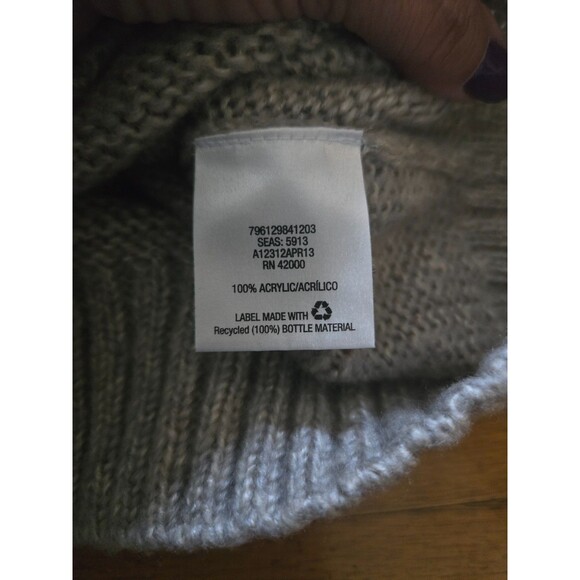 796129841203
SEAS: 5913
A12312APR13
RN 42000
100% ACRYLIC/ACRÍLICO
LABEL MADE WITH
Recycled (100%) BOTTLE MATERIAL